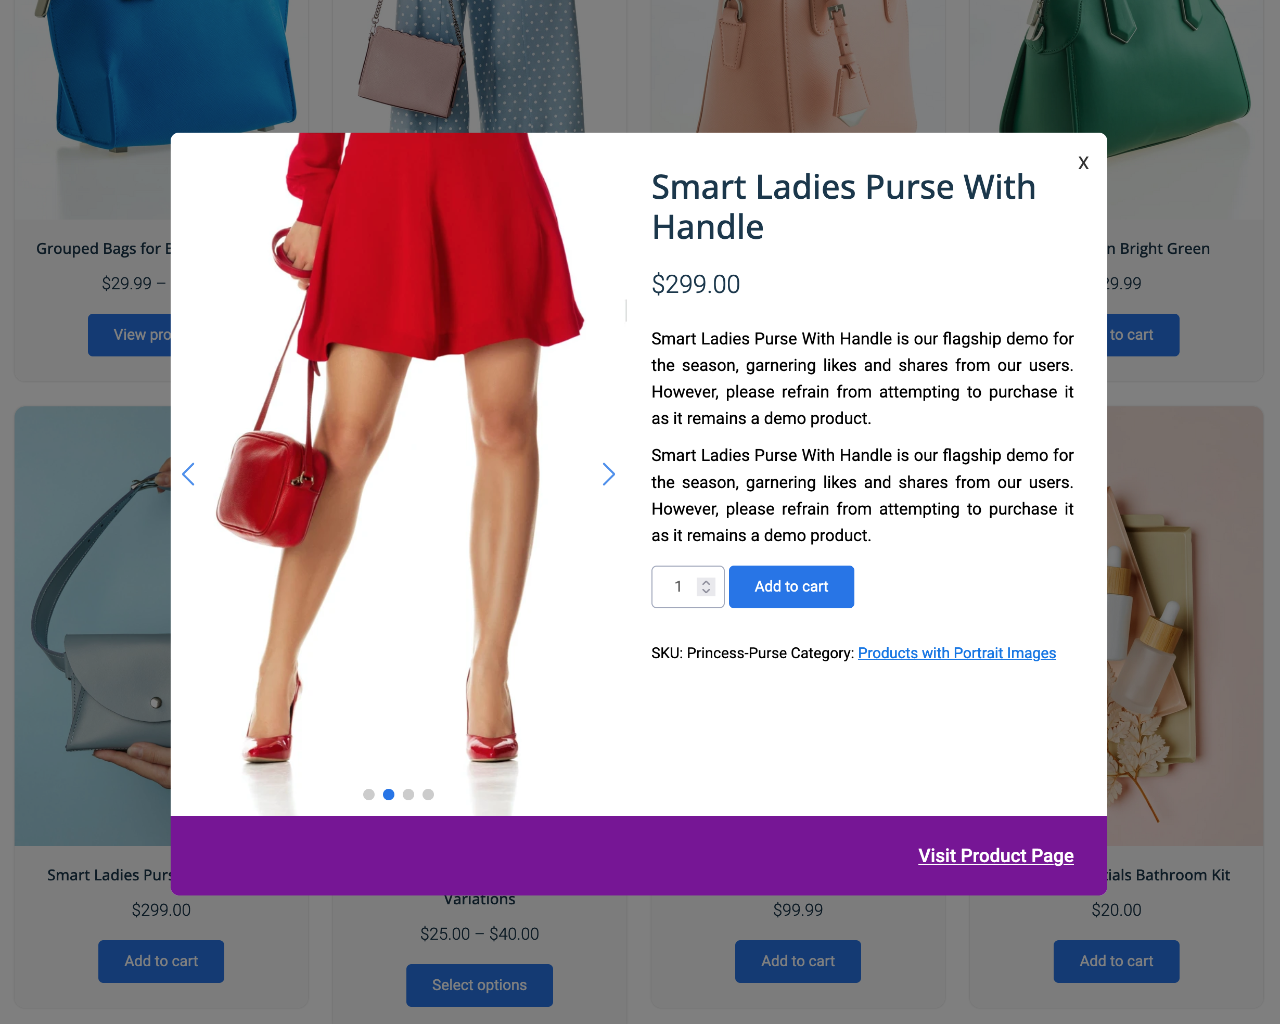 X
Smart Ladies Purse With
Handle
$299.00
Smart Ladies Purse With Handle is our flagship demo for
the season, garnering likes and shares from our users.
However, please refrain from attempting to purchase it
as it remains a demo product.
Smart Ladies Purse With Handle is our flagship demo for
the season, garnering likes and shares from our users.
However, please refrain from attempting to purchase it
as it remains a demo product.
1 Add to cart
SKU: Princess-Purse Category: Products with Portrait Images
Visit Product Page
Grouped Bags for
$29.99 –
View
Bright Green
9.99
to cart
Smart Ladies
$299.00
Add to cart
Variations
$25.00 – $40.00
Select options
$99.99
Add to cart
Bathroom Kit
$20.00
Add to cart